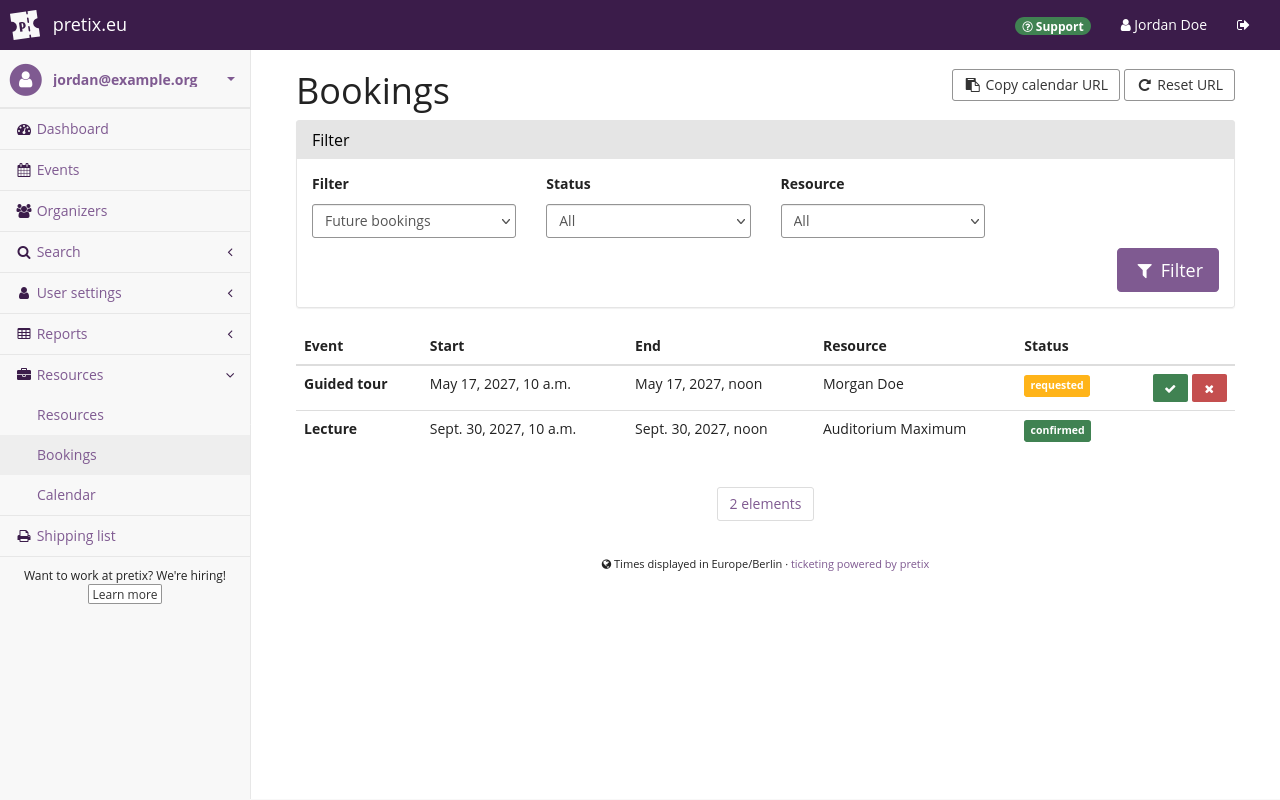 pretix.eu
Support
Jordan Doe
jordan@example.org
Dashboard
Events
Organizers
Search
User settings
Reports
Resources
Resources
Bookings
Calendar
Shipping list
Want to work at pretix? We're hiring!
Learn more
Bookings
Copy calendar URL
Reset URL
Filter
Filter Status Resource
Future bookings All All
Filter
Event Start End Resource Status
Guided tour May 17, 2027, 10 a.m. May 17, 2027, noon Morgan Doe requested
Lecture Sept. 30, 2027, 10 a.m. Sept. 30, 2027, noon Auditorium Maximum confirmed
2 elements
Times displayed in Europe/Berlin · ticketing powered by pretix